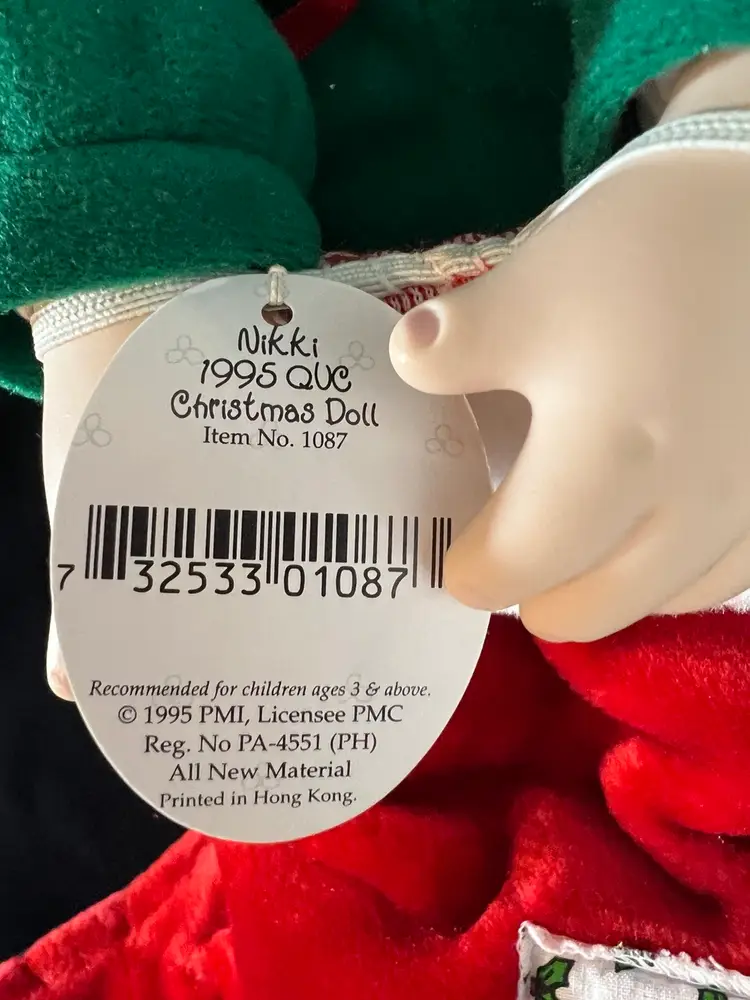 Nikki
1995 QVC
Christmas Doll
Item No. 1087
7 32533 01087
Recommended for children ages 3 & above.
© 1995 PMI, Licensee PMC
Reg. No PA-4551 (PH)
All New Material
Printed in Hong Kong.